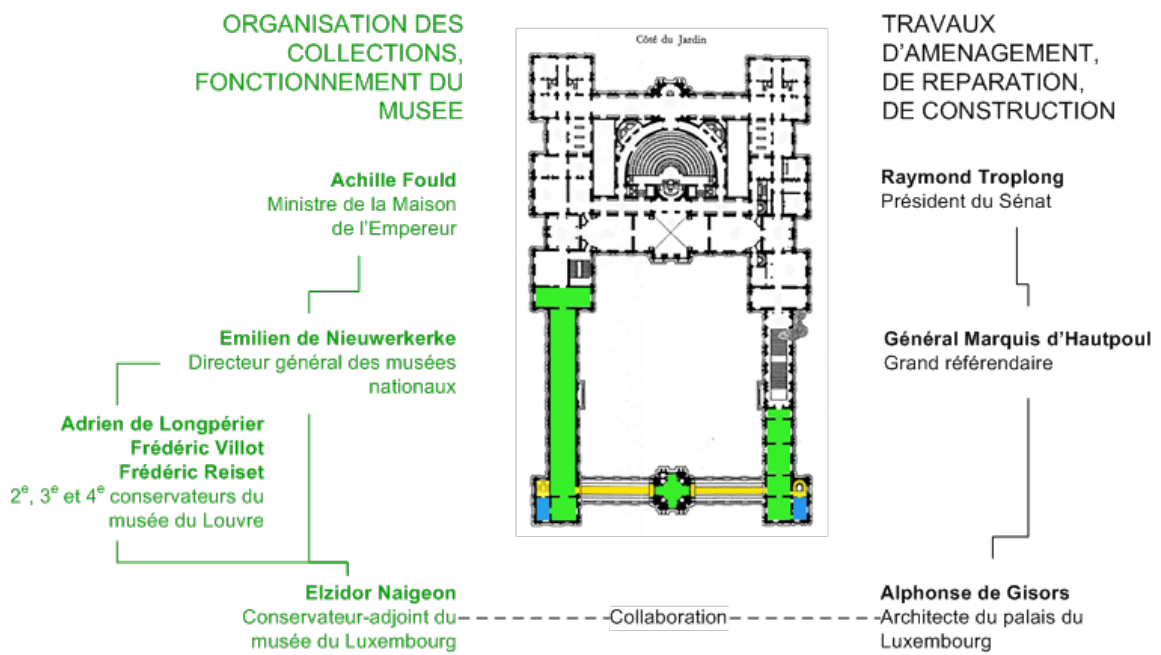 ORGANISATION DES
COLLECTIONS,
FONCTIONNEMENT DU
MUSEE
Achille Fould
Ministre de la Maison
de l'Empereur
Emilien de Nieuwerkerke
Directeur général des musées
nationaux
Adrien de Longpérier
Frédéric Villot
Frédéric Reiset
2e, 3e et 4e conservateurs du
musée du Louvre
Elzidor Naigeon
Conservateur-adjoint du
musée du Luxembourg
Côté du Jardin
Collaboration
TRAVAUX
D'AMENAGEMENT,
DE REPARATION,
DE CONSTRUCTION
Raymond Troplong
Président du Sénat
Général Marquis d'Hautpoul
Grand référendaire
Alphonse de Gisors
Architecte du palais du
Luxembourg